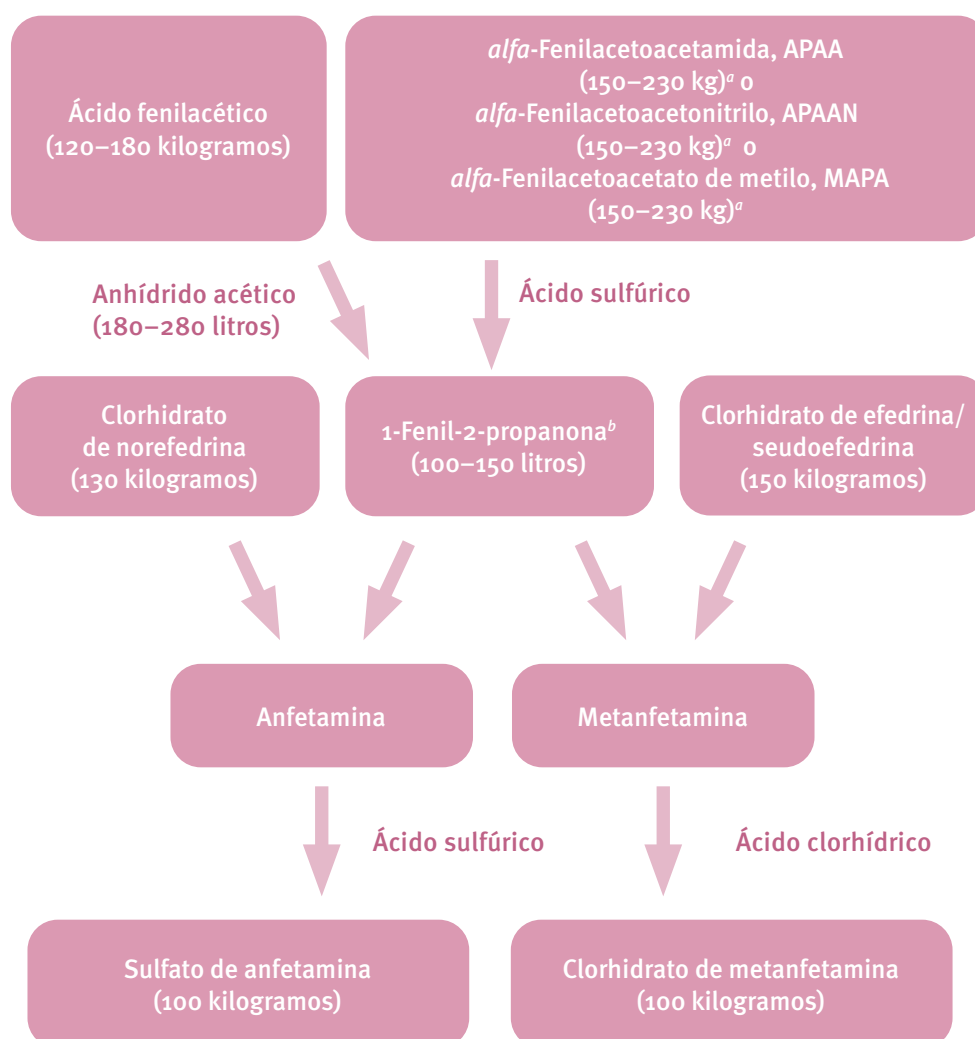 Ácido fenilacético
(120–180 kilogramos)
alfa-Fenilacetoacetamida, APAA
(150–230 kg)ª o
alfa-Fenilacetoacetonitrilo, APAAN
(150–230 kg)ª o
alfa-Fenilacetoacetato de metilo, MAPA
(150–230 kg)ª
Anhídrido acético
(180–280 litros)
Ácido sulfúrico
Clorhidrato
de norefedrina
(130 kilogramos)
1-Fenil-2-propanonaᵇ
(100–150 litros)
Clorhidrato de efedrina/
seudoefedrina
(150 kilogramos)
Anfetamina
Metanfetamina
Ácido sulfúrico
Ácido clorhídrico
Sulfato de anfetamina
(100 kilogramos)
Clorhidrato de metanfetamina
(100 kilogramos)